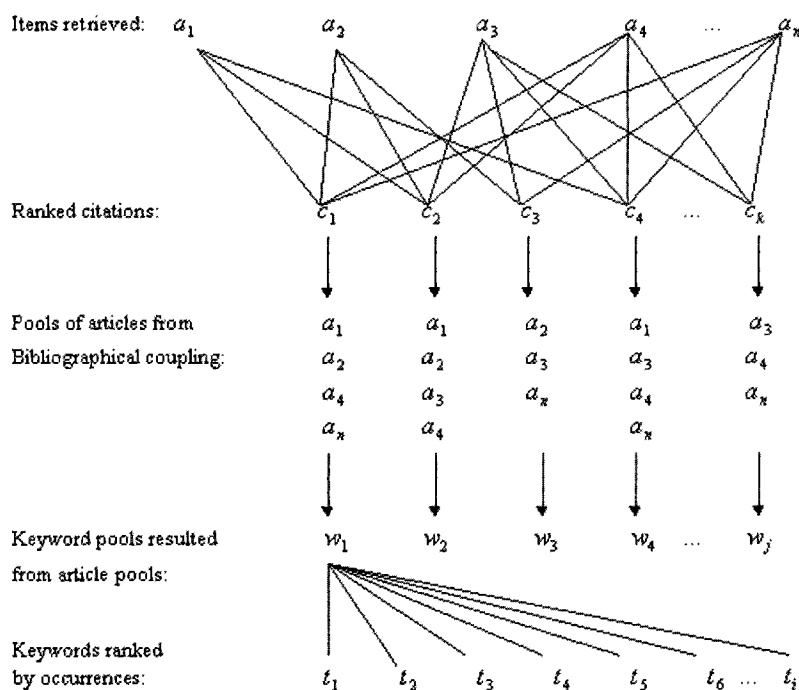 Items retrieved: a1 a2 a3 a4 ... an
Ranked citations: c1 c2 c3 c4 ... ck
Pools of articles from a1 a1 a2 a1 a3
Bibliographical coupling: a2 a2 a3 a3 a4
a4 a3 an a4 an
an a4 an
Keyword pools resulted w1 w2 w3 w4 ... wj
from article pools:
Keywords ranked
by occurrences: t1 t2 t3 t4 t5 t6 ... ti